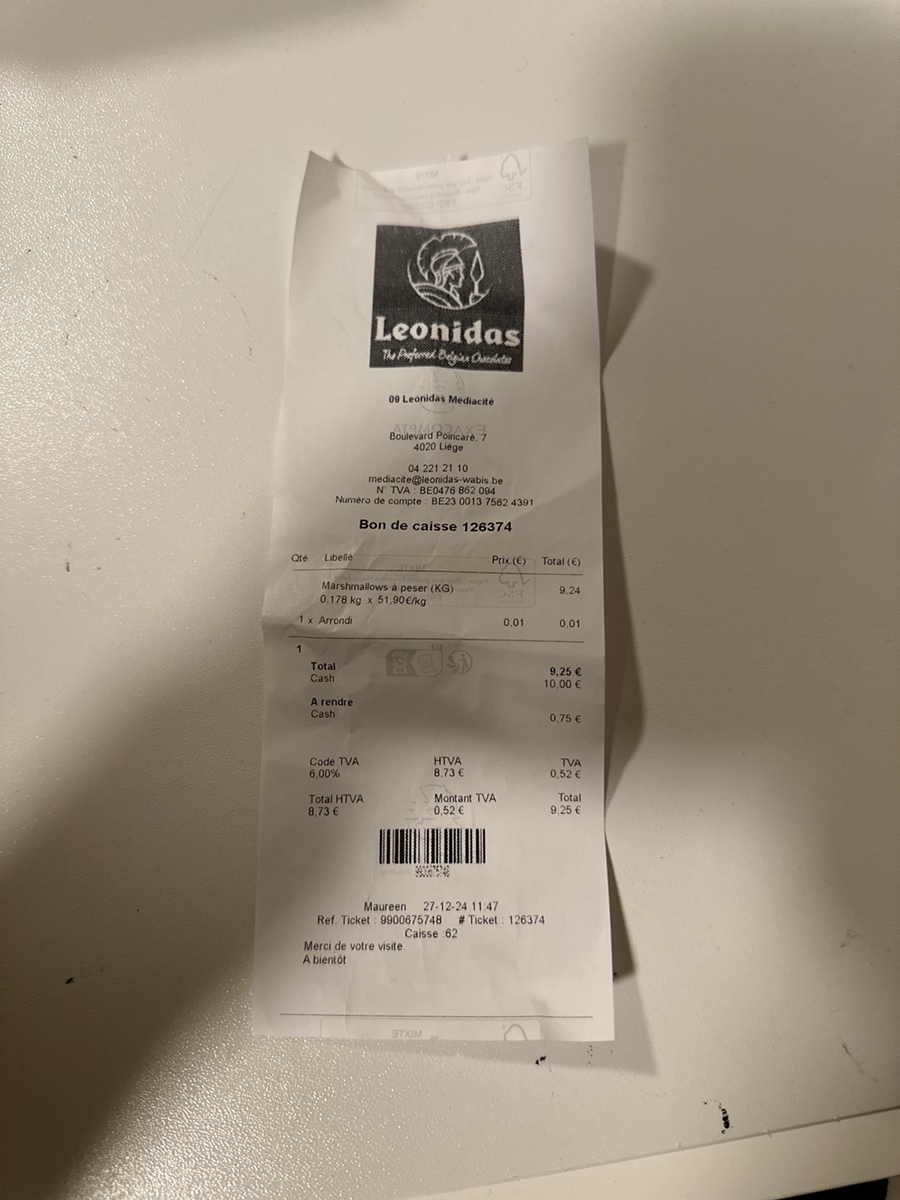 Leonidas
The Preferred Belgian Chocolates
09 Leonidas Mediacité
Boulevard Poincaré, 7
4020 Liège
04 221 21 10
mediacite@leonidas-wabis.be
N° TVA : BE0476 862 094
Numéro de compte : BE23 0013 7562 4391
Bon de caisse 126374
Qté Libellé Prix (€) Total (€)
Marshmallows à peser (KG) 9,24
0,178 kg x 51,90€/kg
1 x Arrondi 0,01 0,01
1
Total 9,25 €
Cash 10,00 €
A rendre
Cash 0,75 €
Code TVA HTVA TVA
6,00% 8,73 € 0,52 €
Total HTVA Montant TVA Total
8,73 € 0,52 € 9,25 €
9900675748
Maureen 27-12-24 11:47
Ref. Ticket : 9900675748 # Ticket : 126374
Caisse :62
Merci de votre visite.
A bientôt